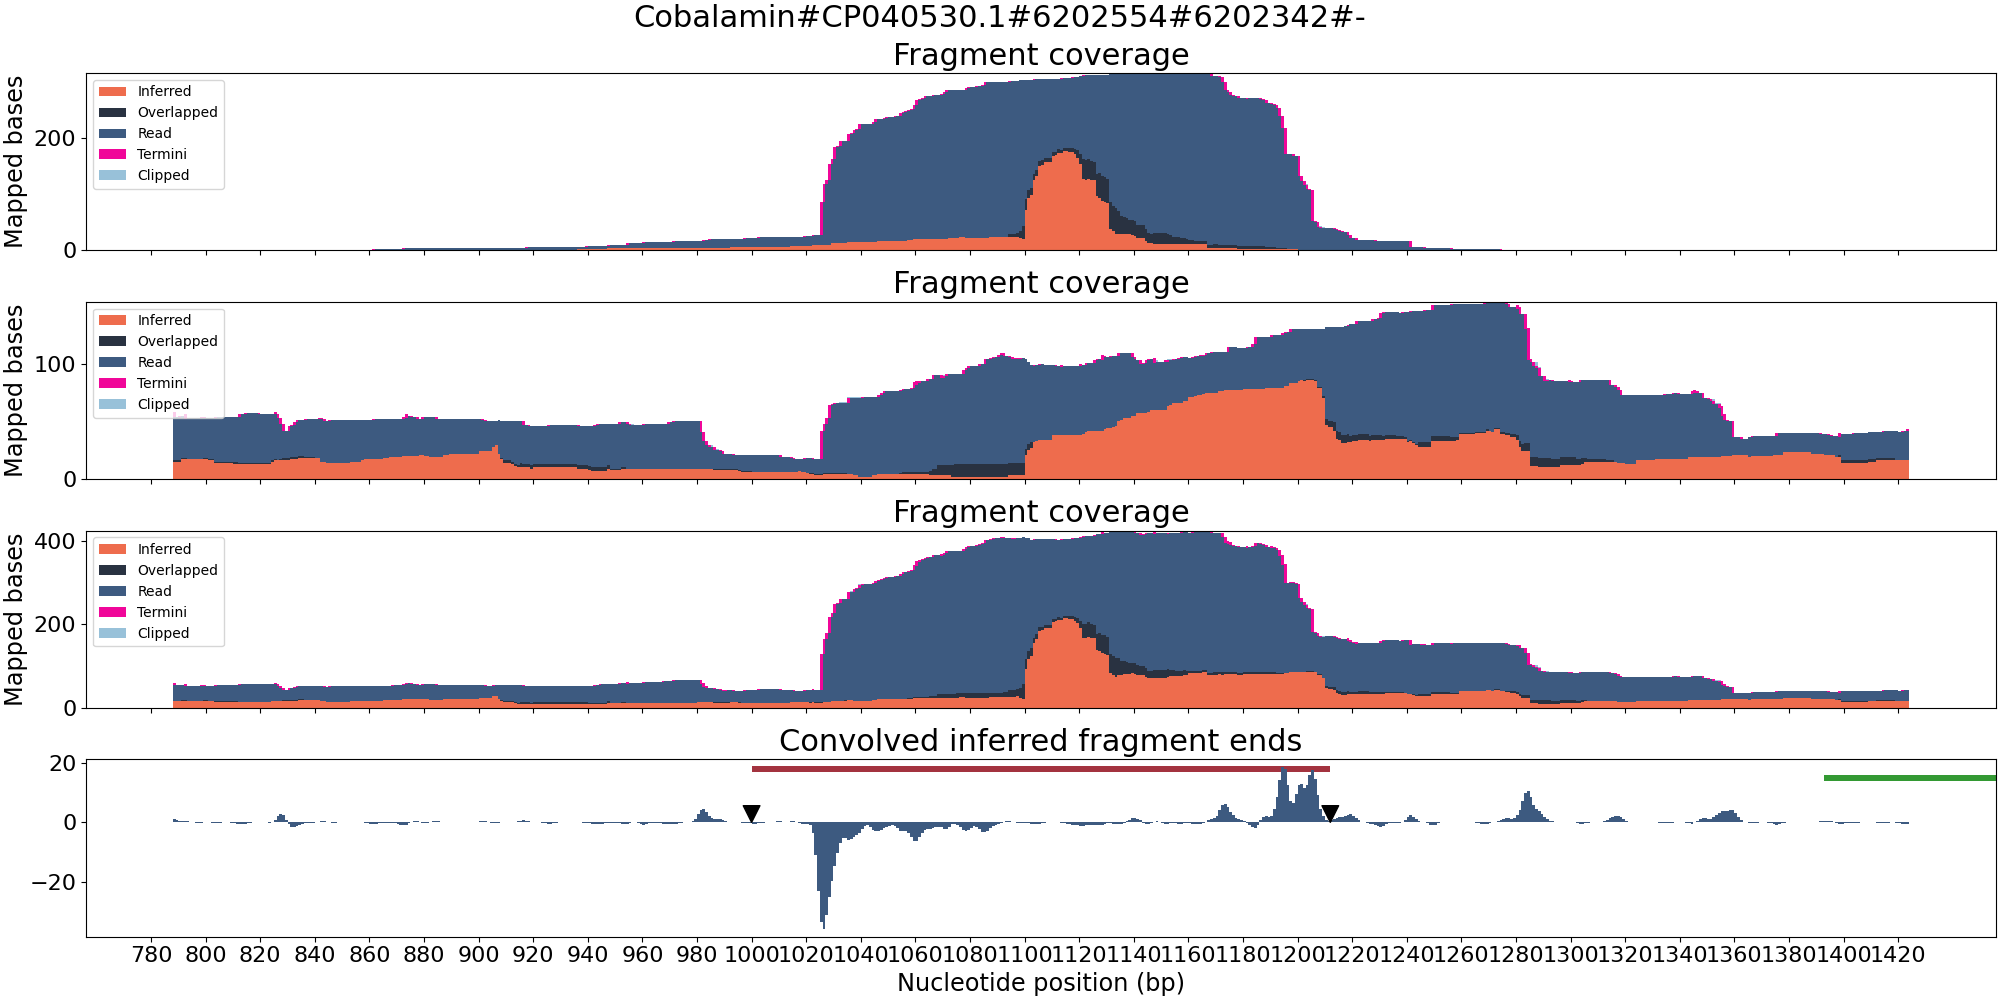 Cobalamin#CP040530.1#6202554#6202342#-
Fragment coverage
Mapped bases
200
0
Inferred
Overlapped
Read
Termini
Clipped
Fragment coverage
Mapped bases
100
0
Inferred
Overlapped
Read
Termini
Clipped
Fragment coverage
Mapped bases
400
200
0
Inferred
Overlapped
Read
Termini
Clipped
Convolved inferred fragment ends
20
0
−20
780 800 820 840 860 880 900 920 940 960 980 1000 1020 1040 1060 1080 1100 1120 1140 1160 1180 1200 1220 1240 1260 1280 1300 1320 1340 1360 1380 1400 1420
Nucleotide position (bp)